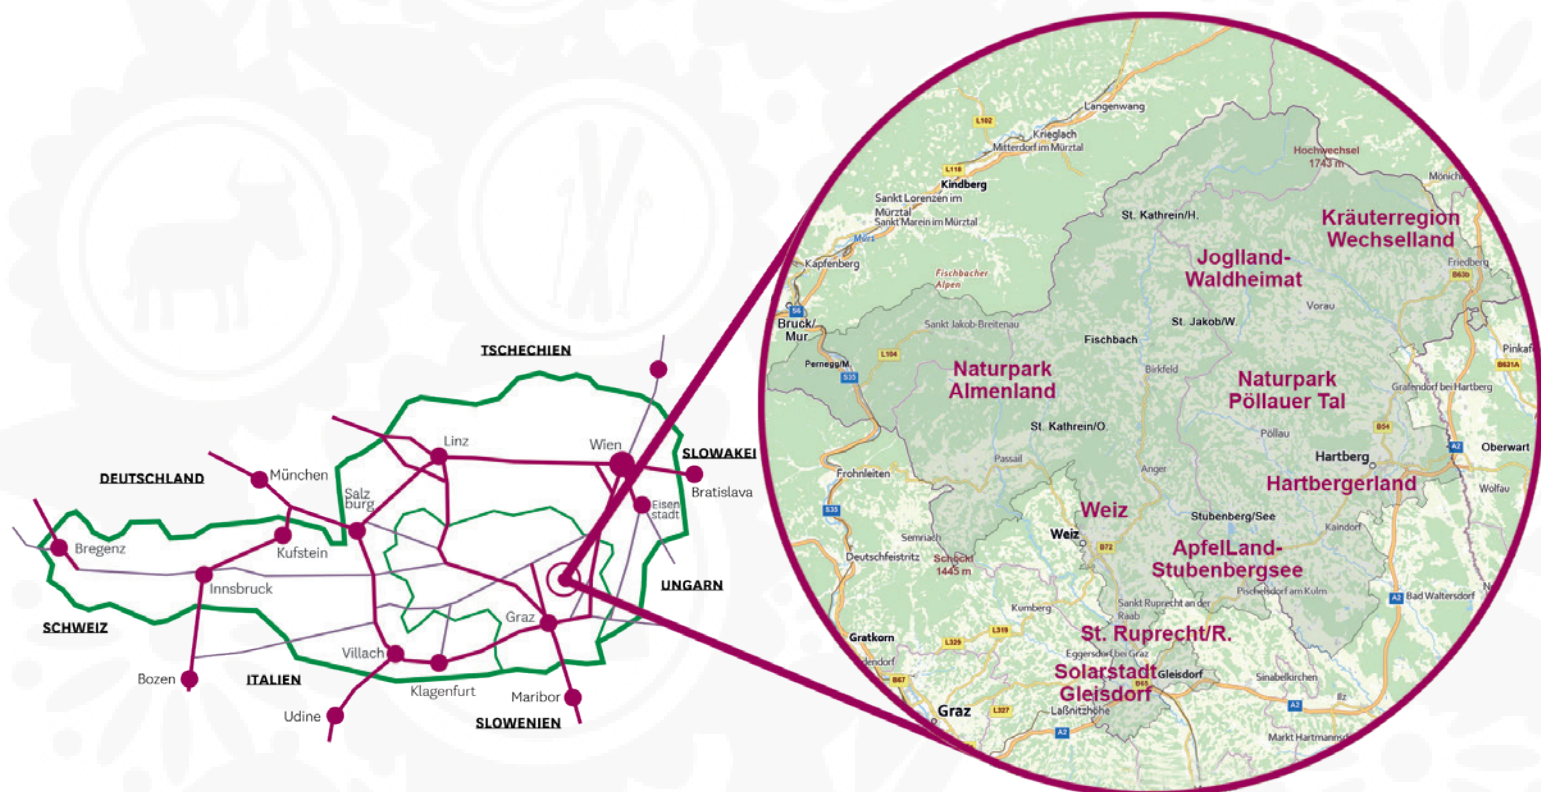 TSCHECHIEN
Linz
Wien
SLOWAKEI
DEUTSCHLAND
München
Bratislava
Salz
burg
Eisen
stadt
Bregenz
Kufstein
Innsbruck
UNGARN
SCHWEIZ
Graz
Villach
Bozen
ITALIEN
Klagenfurt
Maribor
Udine
SLOWENIEN
Langenwang
L102
Krieglach
Mitterdorf im Mürztal
Hochwechsel
1743 m
L118
Kindberg
Sankt Lorenzen im
Mürztal
Sankt Marein im Mürztal
St. Kathrein/H.
Kräuterregion
Wechselland
Mürz
Kapfenberg
Joglland-
Waldheimat
Friedberg
B63b
Fischbacher
Alpen
S6
Bruck/
Mur
Sankt Jakob-Breitenau
Vorau
St. Jakob/W.
Fischbach
L104
Pernegg/M.
S35
Naturpark
Almenland
Birkfeld
Naturpark
Pöllauer Tal
B631A
Grafendorf bei Hartberg
St. Kathrein/O.
B54
Pöllau
A2
Oberwart
Passail
Anger
Hartberg
Frohnleiten
Hartbergerland
Wolfau
S35
Weiz
Stubenberg/See
Kaindorf
Semriach
Weiz
B72
ApfelLand-
Stubenbergsee
Deutschfeistritz
Schöckl
1445 m
Pischelsdorf am Kulm
A2
Bad Waltersdorf
Kumberg
Sankt Ruprecht an der
Raab
L319
St. Ruprecht/R.
Gratkorn
L329
Eggersdorf bei Graz
Solarstadt
Gleisdorf
Gleisdorf
B65
Sinabelkirchen
B67
Ilz
Graz
L327
Laßnitzhöhe
A2
A2